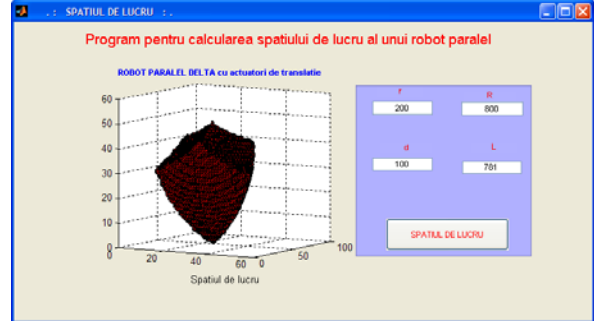 .: SPATIUL DE LUCRU :.
Program pentru calcularea spatiului de lucru al unui robot paralel
ROBOT PARALEL DELTA cu actuatori de translatie
60
50
40
30
20
10
0
0
20
40
60
0
50
100
Spatiul de lucru
r R
200 800
d L
100 781
SPATIUL DE LUCRU